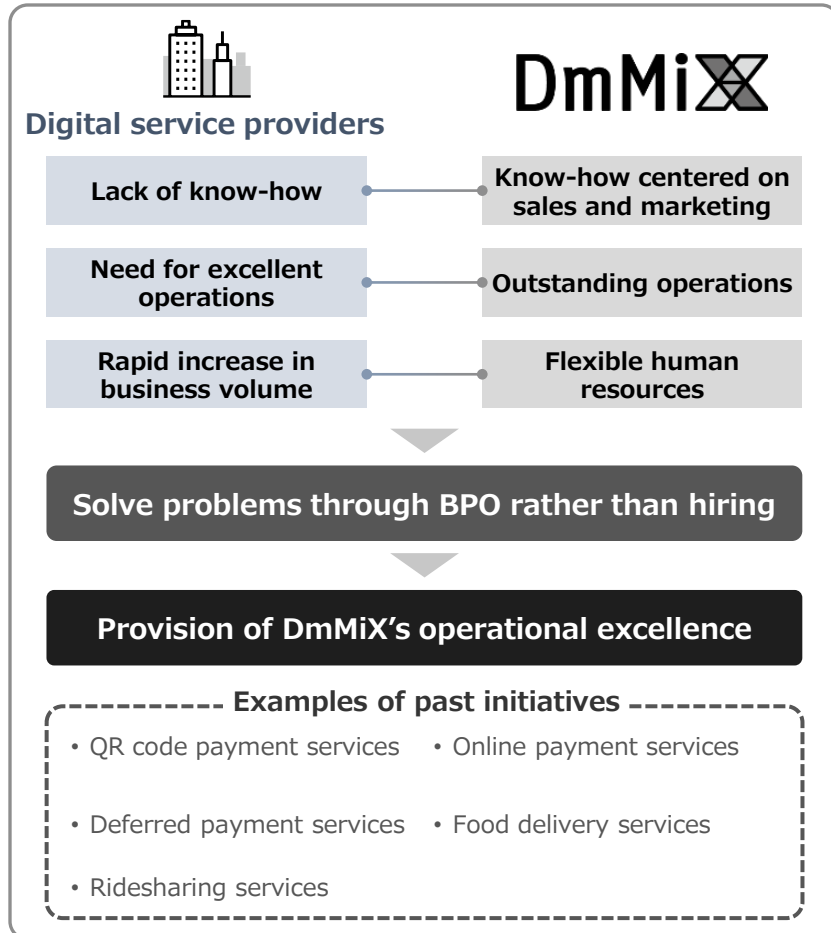 DmMiX
Digital service providers
Lack of know-how
Know-how centered on
sales and marketing
Need for excellent
operations
Outstanding operations
Rapid increase in
business volume
Flexible human
resources
Solve problems through BPO rather than hiring
Provision of DmMiX’s operational excellence
Examples of past initiatives
・QR code payment services
・Online payment services
・Deferred payment services
・Food delivery services
・Ridesharing services